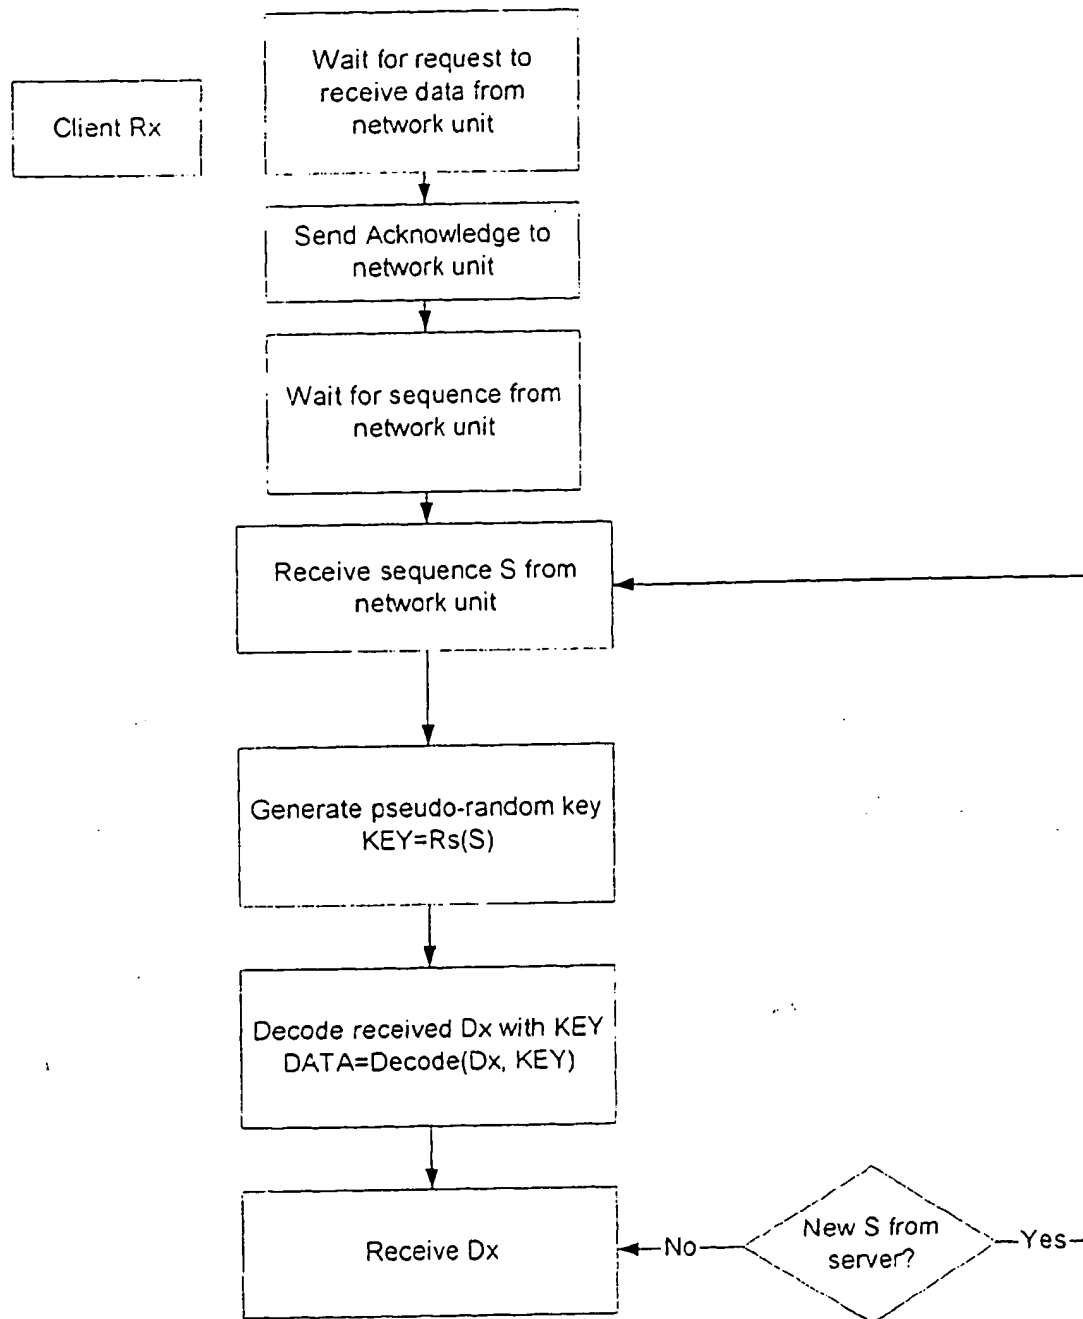 Client Rx
Wait for request to
receive data from
network unit
Send Acknowledge to
network unit
Wait for sequence from
network unit
Receive sequence S from
network unit
Generate pseudo-random key
KEY=Rs(S)
Decode received Dx with KEY
DATA=Decode(Dx, KEY)
Receive Dx
No
New S from
server?
Yes